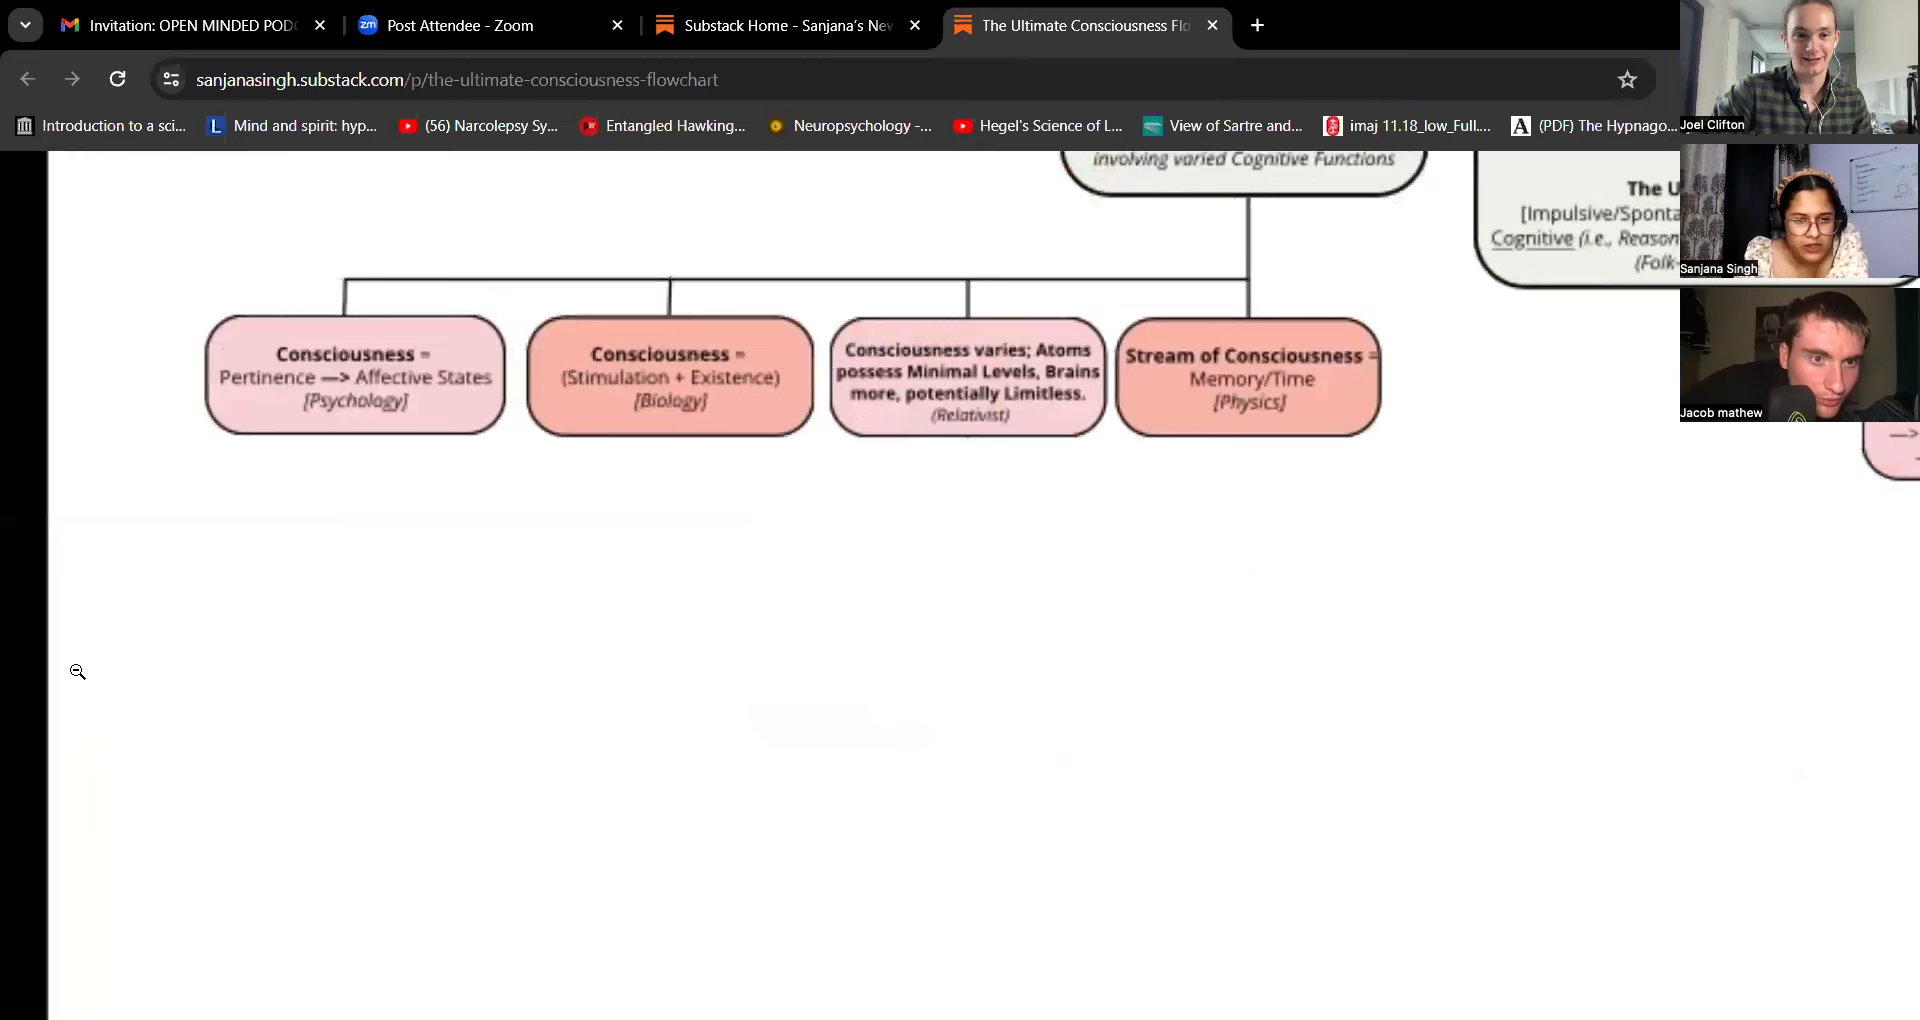 Invitation: OPEN MINDED POD
Post Attendee - Zoom
Substack Home - Sanjana's Nev
The Ultimate Consciousness Flo
sanjanasingh.substack.com/p/the-ultimate-consciousness-flowchart
Introduction to a sci...
Mind and spirit: hyp...
(56) Narcolepsy Sy...
Entangled Hawking...
Neuropsychology -...
Hegel's Science of L...
View of Sartre and...
imaj 11.18_low_Full....
(PDF) The Hypnago...
Joel Clifton
involving varied Cognitive Functions
The U
[Impulsive/Sponta
Cognitive (i.e., Reason
(Folk-
Sanjana Singh
Consciousness =
Pertinence —> Affective States
[Psychology]
Consciousness =
(Stimulation + Existence)
[Biology]
Consciousness varies; Atoms
possess Minimal Levels, Brains
more, potentially Limitless.
(Relativist)
Stream of Consciousness =
Memory/Time
[Physics]
Jacob mathew
—>